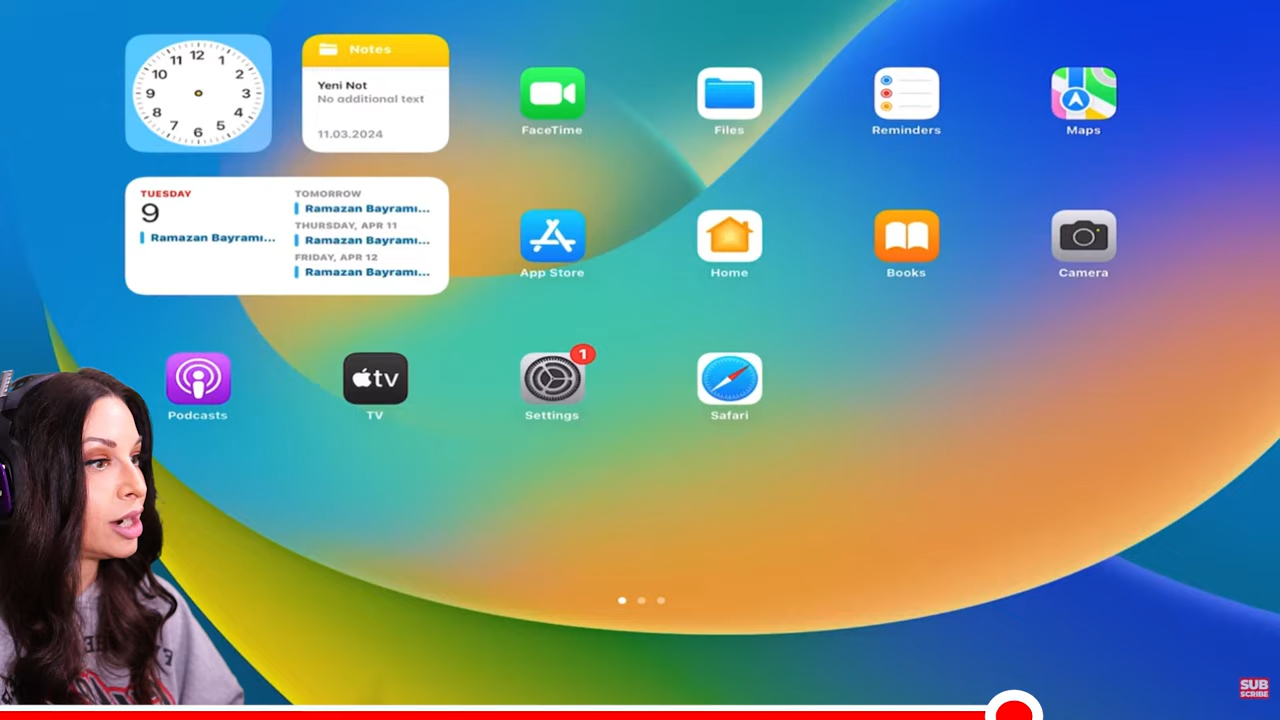 12
1
2
3
4
5
6
7
8
9
10
11
Notes
Yeni Not
No additional text
11.03.2024
FaceTime
Files
Reminders
Maps
TUESDAY
9
Ramazan Bayramı...
TOMORROW
Ramazan Bayramı...
THURSDAY, APR 11
Ramazan Bayramı...
FRIDAY, APR 12
Ramazan Bayramı...
App Store
Home
Books
Camera
tv
1
Podcasts
TV
Settings
Safari
SUB
SCRIBE